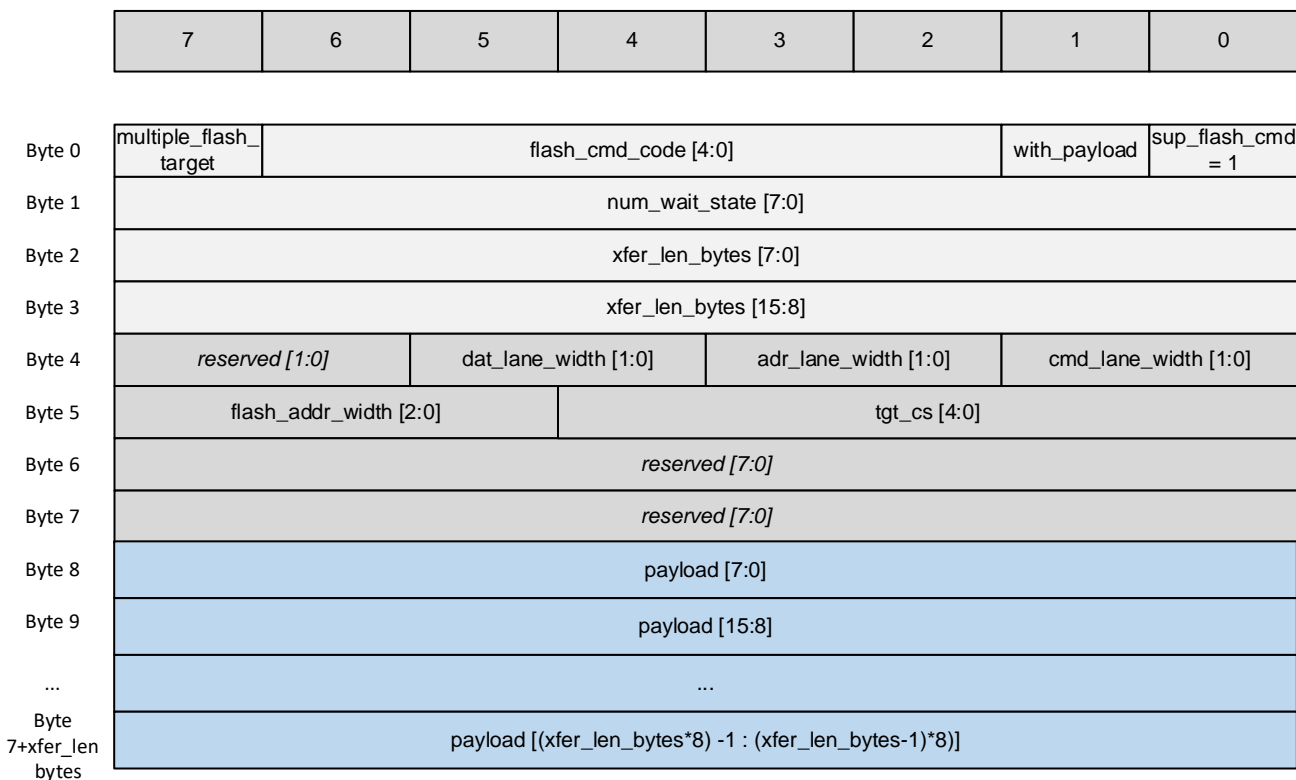 7 6 5 4 3 2 1 0
Byte 0 multiple_flash_ target flash_cmd_code [4:0] with_payload sup_flash_cmd = 1
Byte 1 num_wait_state [7:0]
Byte 2 xfer_len_bytes [7:0]
Byte 3 xfer_len_bytes [15:8]
Byte 4 reserved [1:0] dat_lane_width [1:0] adr_lane_width [1:0] cmd_lane_width [1:0]
Byte 5 flash_addr_width [2:0] tgt_cs [4:0]
Byte 6 reserved [7:0]
Byte 7 reserved [7:0]
Byte 8 payload [7:0]
Byte 9 payload [15:8]
... ...
Byte 7+xfer_len bytes payload [(xfer_len_bytes*8) -1 : (xfer_len_bytes-1)*8)]